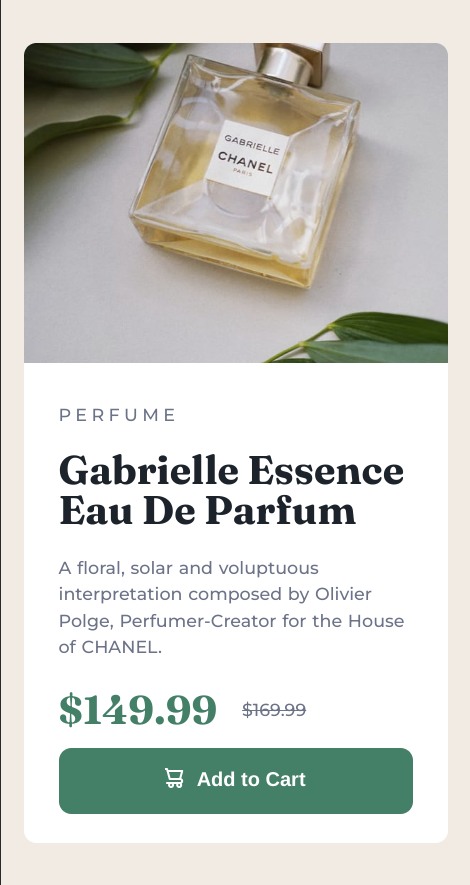 GABRIELLE
CHANEL
PARIS
PERFUME
Gabrielle Essence
Eau De Parfum
A floral, solar and voluptuous
interpretation composed by Olivier
Polge, Perfumer-Creator for the House
of CHANEL.
$149.99 $169.99
Add to Cart